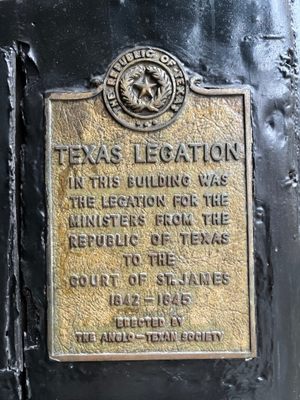 THE REPUBLIC OF TEXAS
TEXAS LEGATION
IN THIS BUILDING WAS
THE LEGATION FOR THE
MINISTERS FROM THE
REPUBLIC OF TEXAS
TO THE
COURT OF ST. JAMES
1842 – 1845
ERECTED BY
THE ANGLO – TEXAN SOCIETY